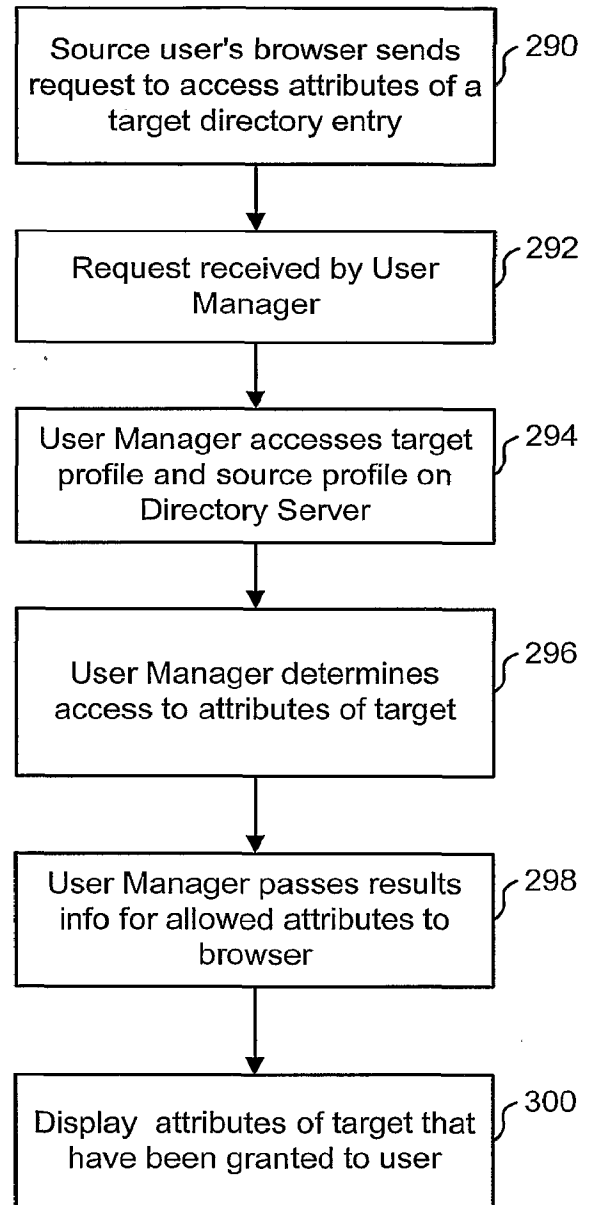 Source user's browser sends
request to access attributes of a
target directory entry
290
Request received by User
Manager
292
User Manager accesses target
profile and source profile on
Directory Server
294
User Manager determines
access to attributes of target
296
User Manager passes results
info for allowed attributes to
browser
298
Display attributes of target that
have been granted to user
300